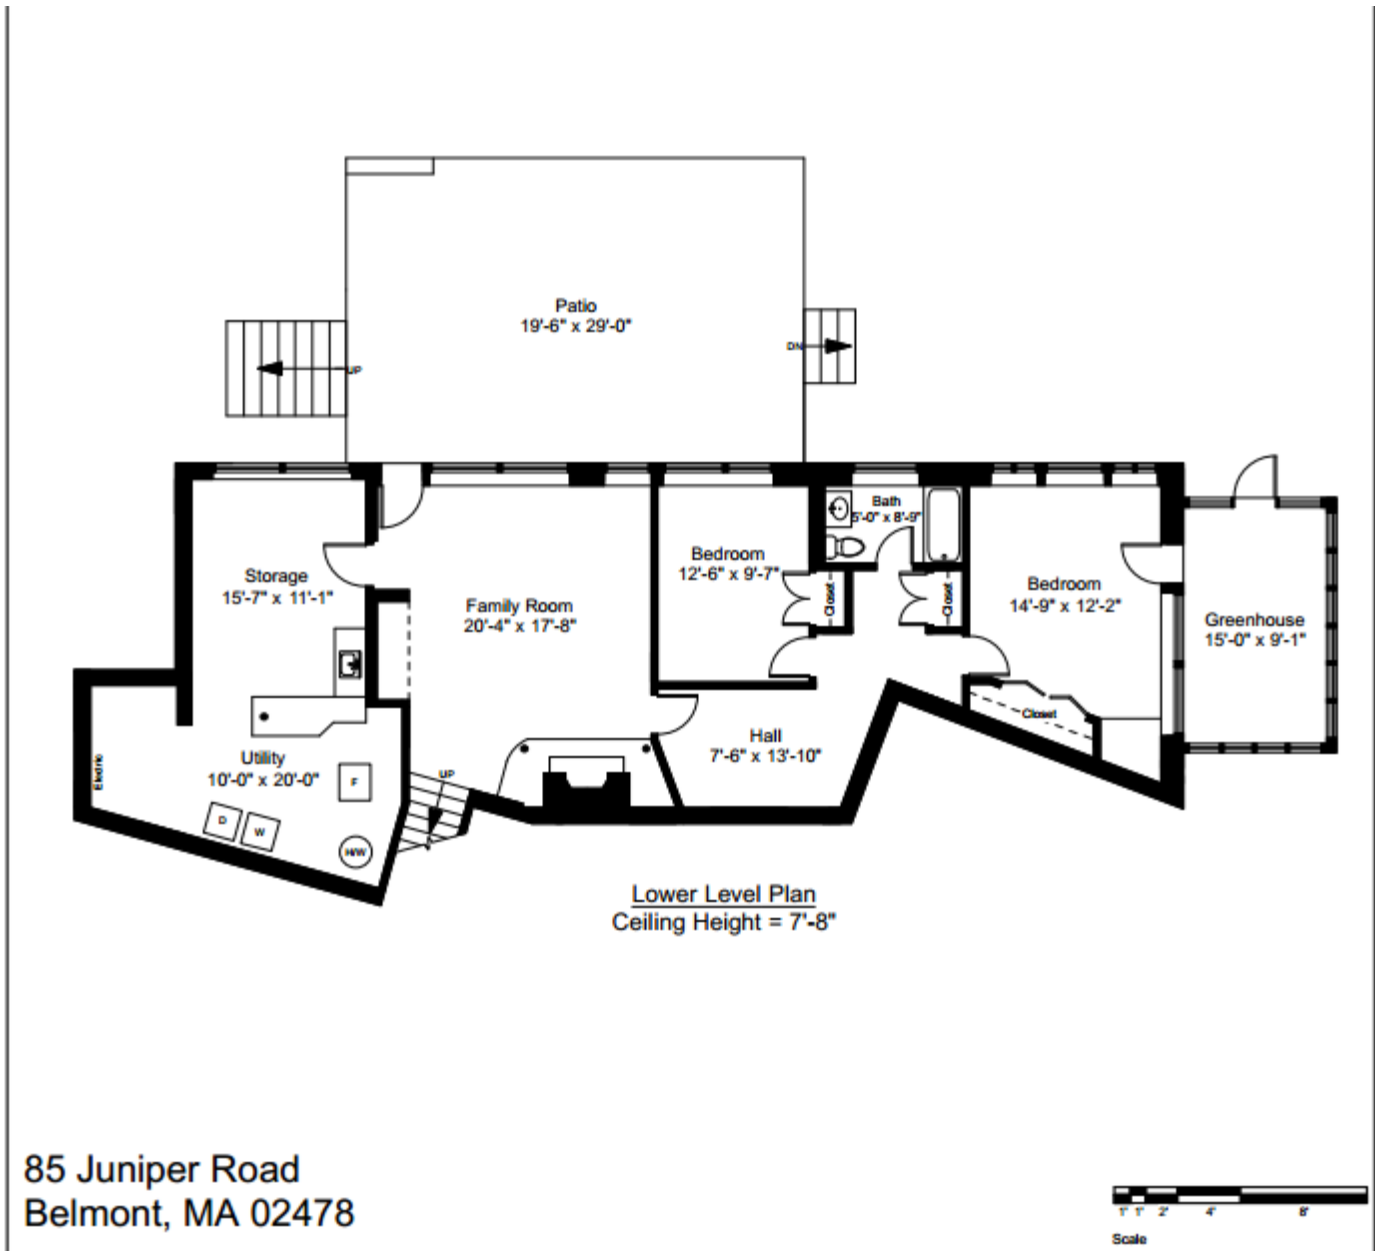 Patio
19'-6" x 29'-0"
UP
DN
Bath
5'-0" x 8'-9"
Bedroom
12'-6" x 9'-7"
Closet
Closet
Storage
15'-7" x 11'-1"
Family Room
20'-4" x 17'-8"
Bedroom
14'-9" x 12'-2"
Greenhouse
15'-0" x 9'-1"
Closet
Hall
7'-6" x 13'-10"
Utility
10'-0" x 20'-0"
Electric
F
UP
D
W
H/W
Lower Level Plan
Ceiling Height = 7'-8"
85 Juniper Road
Belmont, MA 02478
1' 1' 2' 4' 8'
Scale